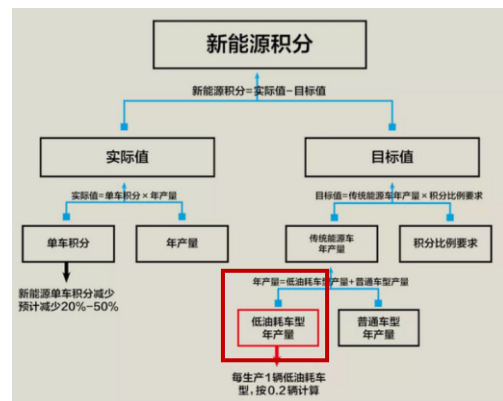 新能源积分
新能源积分=实际值-目标值
实际值
目标值
实际值=单车积分×年产量
目标值=传统能源车年产量×积分比例要求
单车积分
年产量
传统能源车
年产量
积分比例要求
新能源单车积分减少
预计减少20%-50%
年产量=低油耗车型产量+普通车型产量
低油耗车型
年产量
普通车型
年产量
每生产1辆低油耗车
型,按0.2辆计算